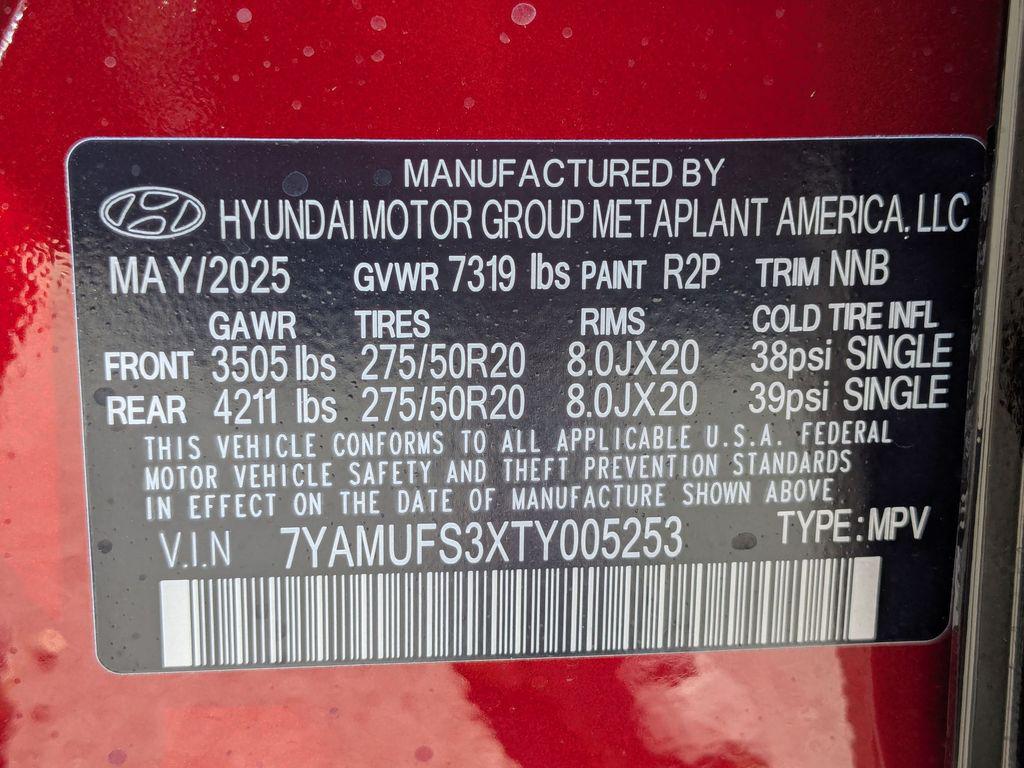 MANUFACTURED BY
HYUNDAI MOTOR GROUP METAPLANT AMERICA, LLC
MAY/2025 GVWR 7319 lbs PAINT R2P TRIM NNB
GAWR TIRES RIMS COLD TIRE INFL
FRONT 3505 lbs 275/50R20 8.0JX20 38psi SINGLE
REAR 4211 lbs 275/50R20 8.0JX20 39psi SINGLE
THIS VEHICLE CONFORMS TO ALL APPLICABLE U.S.A. FEDERAL
MOTOR VEHICLE SAFETY AND THEFT PREVENTION STANDARDS
IN EFFECT ON THE DATE OF MANUFACTURE SHOWN ABOVE
V.I.N 7YAMUFS3XTY005253 TYPE: MPV